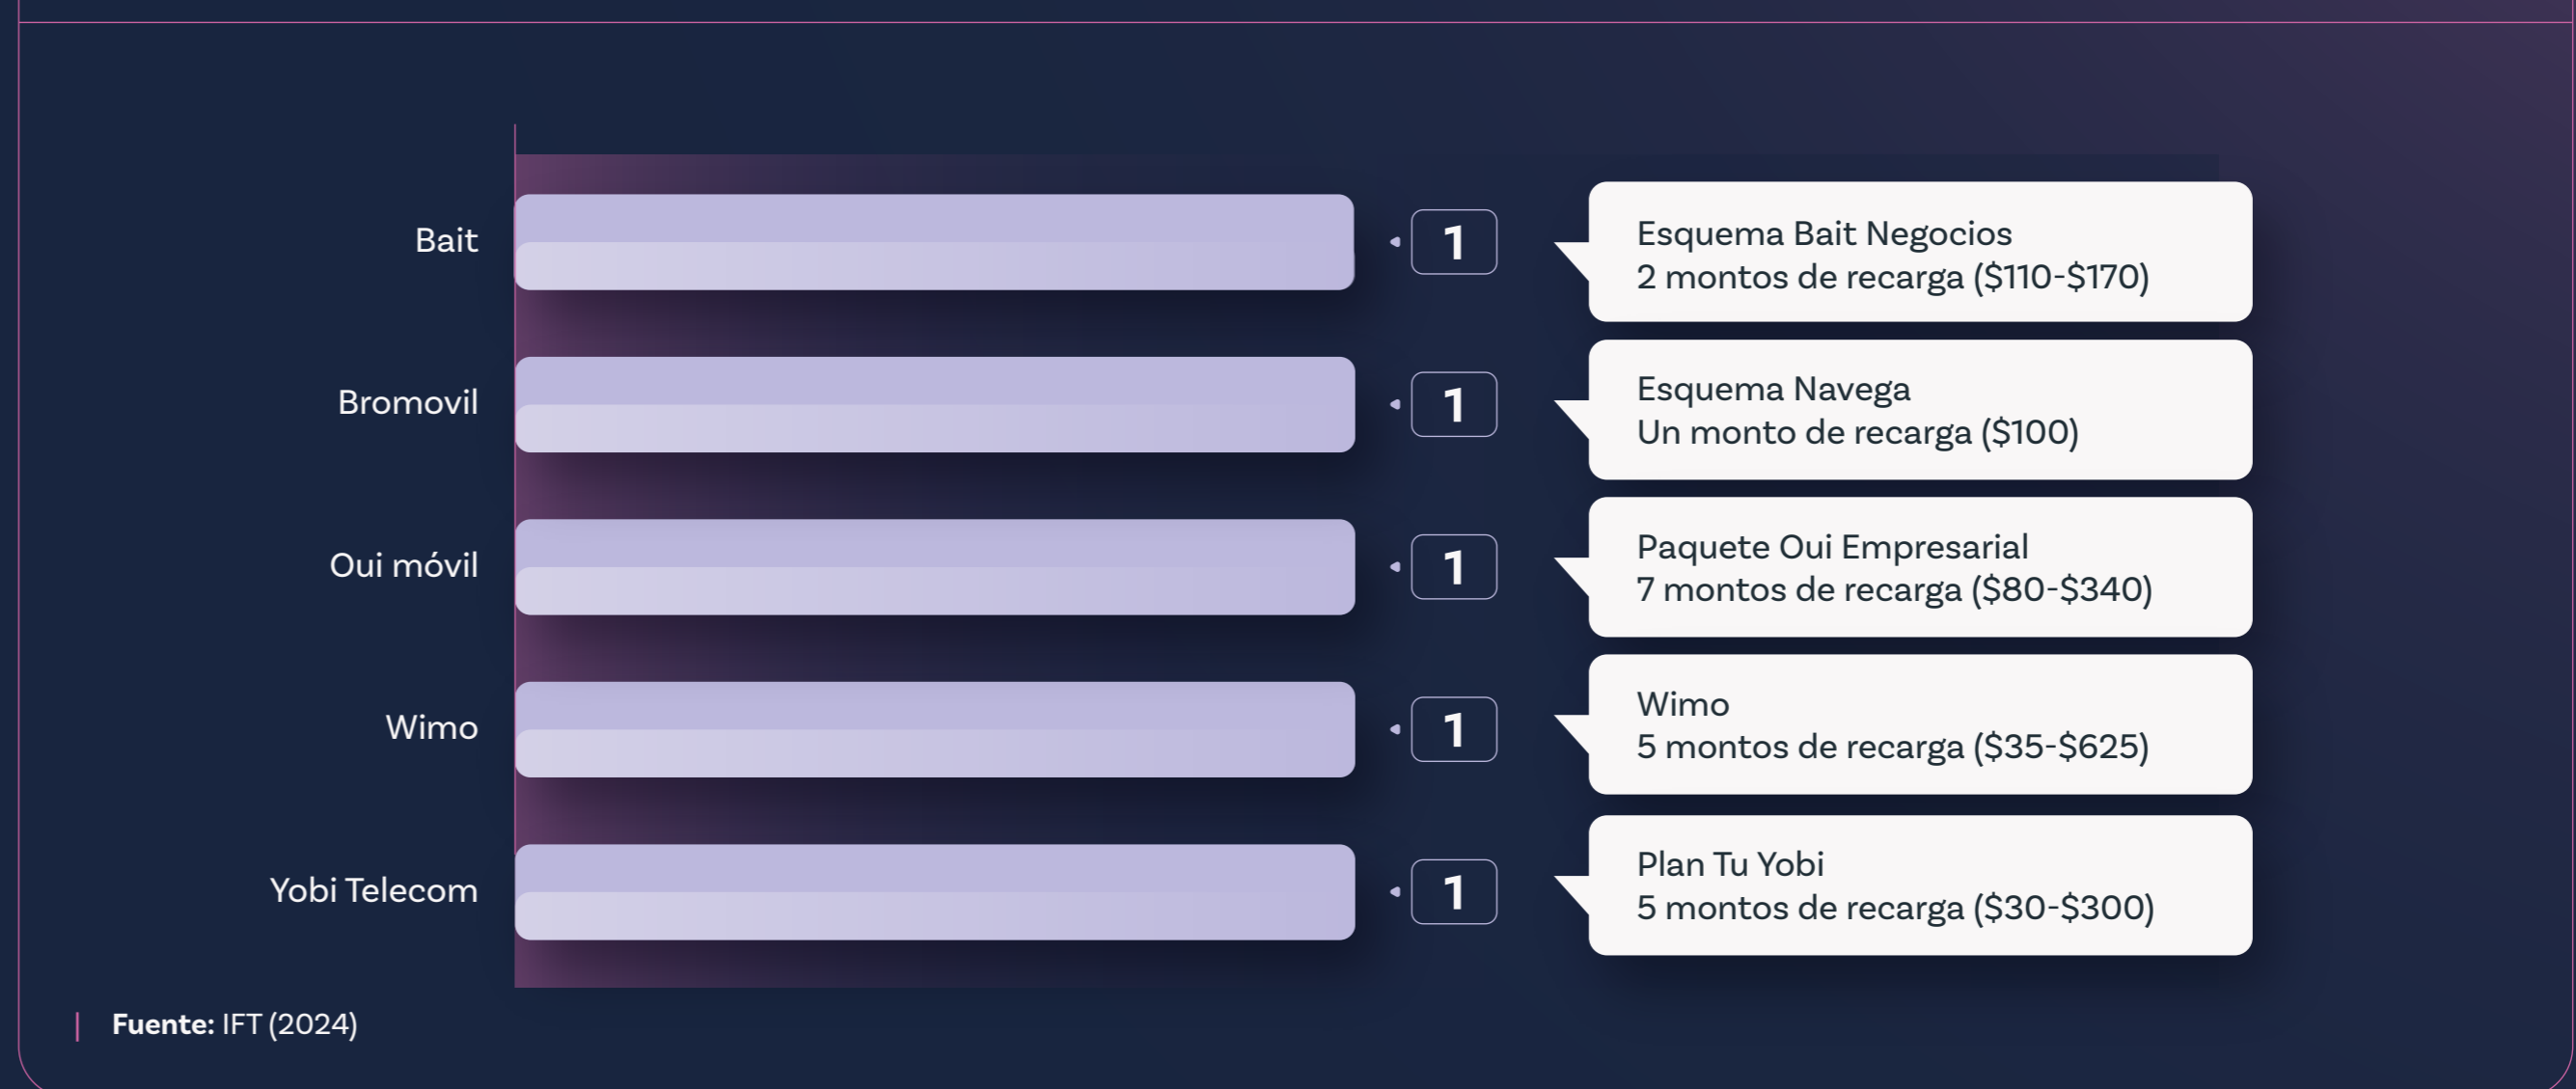 Bait
1
Esquema Bait Negocios
2 montos de recarga ($110-$170)
Bromovil
1
Esquema Navega
Un monto de recarga ($100)
Oui móvil
1
Paquete Oui Empresarial
7 montos de recarga ($80-$340)
Wimo
1
Wimo
5 montos de recarga ($35-$625)
Yobi Telecom
1
Plan Tu Yobi
5 montos de recarga ($30-$300)
Fuente: IFT (2024)